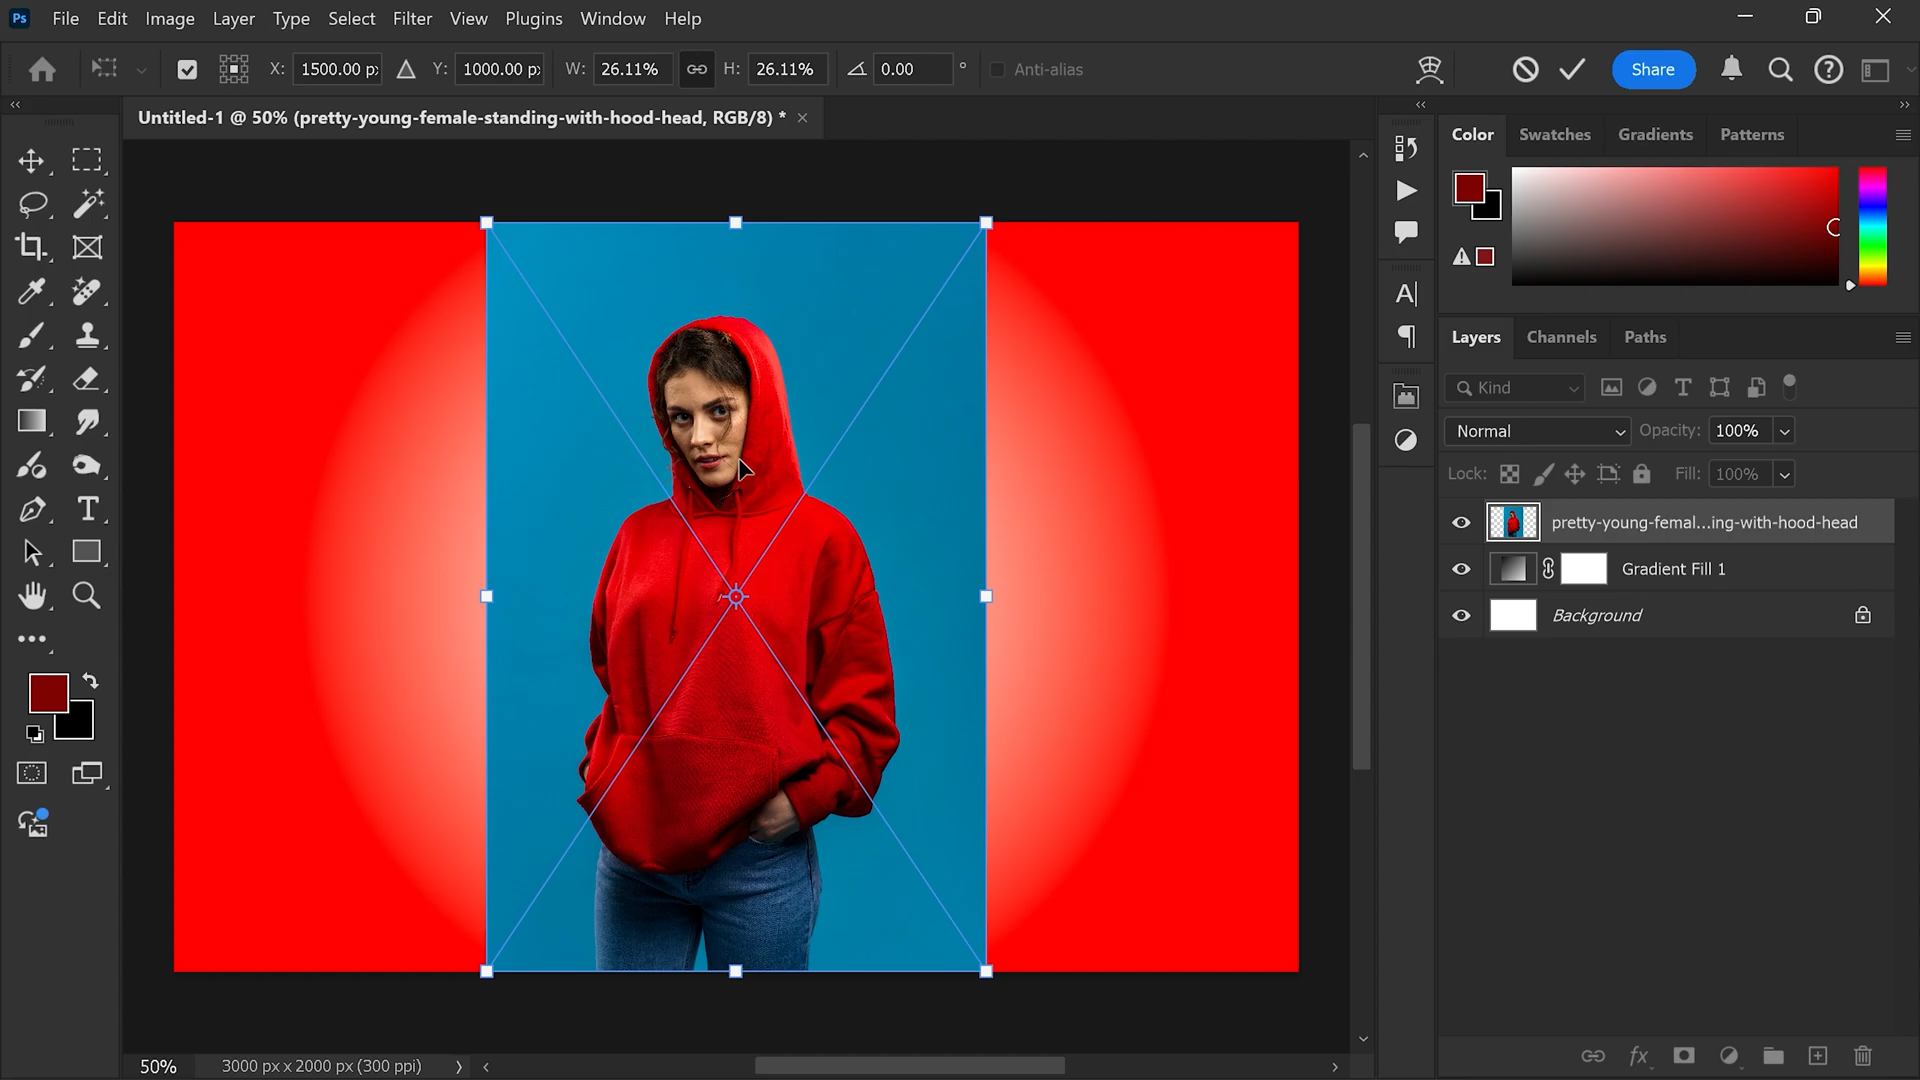 Ps File Edit Image Layer Type Select Filter View Plugins Window Help
X: 1500.00 px Y: 1000.00 px W: 26.11% H: 26.11% 0.00 ° Anti-alias Share
Untitled-1 @ 50% (pretty-young-female-standing-with-hood-head, RGB/8) *
Color Swatches Gradients Patterns
Layers Channels Paths
Kind
Normal Opacity: 100%
Lock: Fill: 100%
pretty-young-femal...ing-with-hood-head
Gradient Fill 1
Background
50% 3000 px x 2000 px (300 ppi)